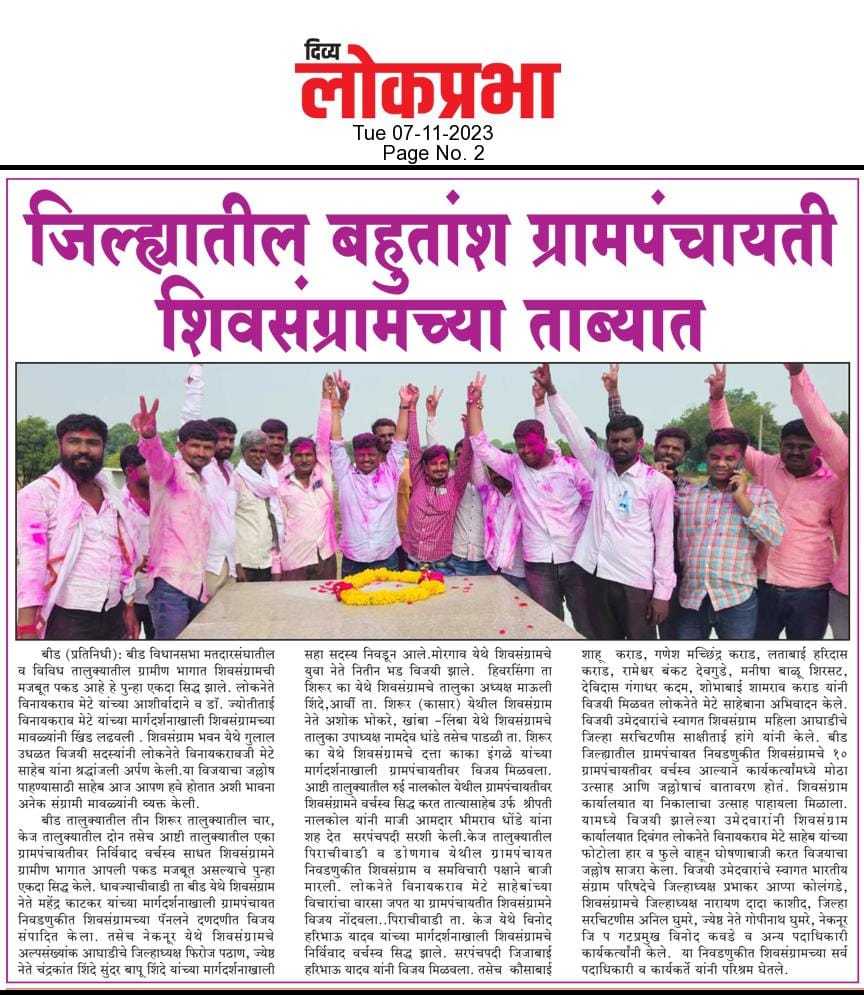 दिव्य
लोकप्रभा
Tue 07-11-2023
Page No. 2
जिल्ह्यातील बहुतांश ग्रामपंचायती
शिवसंग्रामच्या ताब्यात
बीड (प्रतिनिधी): बीड विधानसभा मतदारसंघातील
व विविध तालुक्यातील ग्रामीण भागात शिवसंग्रामची
मजबूत पकड आहे हे पुन्हा एकदा सिद्ध झाले. लोकनेते
विनायकराव मेटे यांच्या आशीर्वादाने व डॉ. ज्योतीताई
विनायकराव मेटे यांच्या मार्गदर्शनाखाली शिवसंग्रामच्या
मावळ्यांनी खिंड लढवली . शिवसंग्राम भवन येथे गुलाल
उधळत विजयी सदस्यांनी लोकनेते विनायकरावजी मेटे
साहेब यांना श्रद्धांजली अर्पण केली.या विजयाचा जल्लोष
पाहण्यासाठी साहेब आज आपण हवे होतात अशी भावना
अनेक संग्रामी मावळ्यांनी व्यक्त केली.
बीड तालुक्यातील तीन शिरूर तालुक्यातील चार,
केज तालुक्यातील दोन तसेच आष्टी तालुक्यातील एका
ग्रामपंचायतीवर निर्विवाद वर्चस्व साधत शिवसंग्रामने
ग्रामीण भागात आपली पकड मजबूत असल्याचे पुन्हा
एकदा सिद्ध केले. धावज्याचीवाडी ता बीड येथे शिवसंग्राम
नेते महेंद्र काटकर यांच्या मार्गदर्शनाखाली ग्रामपंचायत
निवडणुकीत शिवसंग्रामच्या पॅनलने दणदणीत विजय
संपादित केला. तसेच नेकनूर येथे शिवसंग्रामचे
अल्पसंख्यांक आघाडीचे जिल्हाध्यक्ष फिरोज पठाण, ज्येष्ठ
नेते चंद्रकांत शिंदे सुंदर बापू शिंदे यांच्या मार्गदर्शनाखाली
सहा सदस्य निवडून आले.मोरगाव येथे शिवसंग्रामचे
युवा नेते नितीन भड विजयी झाले. हिवरसिंगा ता
शिरूर का येथे शिवसंग्रामचे तालुका अध्यक्ष माऊली
शिंदे,आर्वी ता. शिरूर (कासार) येथील शिवसंग्राम
नेते अशोक भोकरे, खांबा -लिंबा येथे शिवसंग्रामचे
तालुका उपाध्यक्ष नामदेव धांडे तसेच पाडळी ता. शिरूर
का येथे शिवसंग्रामचे दत्ता काका इंगळे यांच्या
मार्गदर्शनाखाली ग्रामपंचायतीवर विजय मिळवला.
आष्टी तालुक्यातील रुई नालकोल येथील ग्रामपंचायतीवर
शिवसंग्रामने वर्चस्व सिद्ध करत तात्यासाहेब उर्फ श्रीपती
नालकोल यांनी माजी आमदार भीमराव धोंडे यांना
शह देत सरपंचपदी सरशी केली.केज तालुक्यातील
पिराचीवाडी व डोणगाव येथील ग्रामपंचायत
निवडणुकीत शिवसंग्राम व समविचारी पक्षाने बाजी
मारली. लोकनेते विनायकराव मेटे साहेबांच्या
विचारांचा वारसा जपत या ग्रामपंचायतीत शिवसंग्रामने
विजय नोंदवला..पिराचीवाडी ता. केज येथे विनोद
हरिभाऊ यादव यांच्या मार्गदर्शनाखाली शिवसंग्रामचे
निर्विवाद वर्चस्व सिद्ध झाले. सरपंचपदी जिजाबाई
हरिभाऊ यादव यांनी विजय मिळवला. तसेच कौसाबाई
शाहू कराड, गणेश मच्छिंद्र कराड, लताबाई हरिदास
कराड, रामेश्वर बंकट देवगुडे, मनीषा बाळू शिरसट,
देविदास गंगाधर कदम, शोभाबाई शामराव कराड यांनी
विजयी मिळवत लोकनेते मेटे साहेबाना अभिवादन केले.
विजयी उमेदवारांचे स्वागत शिवसंग्राम महिला आघाडीचे
जिल्हा सरचिटणीस साक्षीताई हांगे यांनी केले. बीड
जिल्ह्यातील ग्रामपंचायत निवडणुकीत शिवसंग्रामचे १०
ग्रामपंचायतीवर वर्चस्व आल्याने कार्यकर्त्यांमध्ये मोठा
उत्साह आणि जल्लोषाचं वातावरण होतं. शिवसंग्राम
कार्यालयात या निकालाचा उत्साह पाहायला मिळाला.
यामध्ये विजयी झालेल्या उमेदवारांनी शिवसंग्राम
कार्यालयात दिवंगत लोकनेते विनायकराव मेटे साहेब यांच्या
फोटोला हार व फुले वाहून घोषणाबाजी करत विजयाचा
जल्लोष साजरा केला. विजयी उमेदवारांचे स्वागत भारतीय
संग्राम परिषदेचे जिल्हाध्यक्ष प्रभाकर आप्पा कोलंगडे,
शिवसंग्रामचे जिल्हाध्यक्ष नारायण दादा काशीद, जिल्हा
सरचिटणीस अनिल घुमरे, ज्येष्ठ नेते गोपीनाथ घुमरे, नेकनूर
जि प गटप्रमुख विनोद कवडे व अन्य पदाधिकारी
कार्यकर्त्यांनी केले. या निवडणुकीत शिवसंग्रामच्या सर्व
पदाधिकारी व कार्यकर्ते यांनी परिश्रम घेतले.